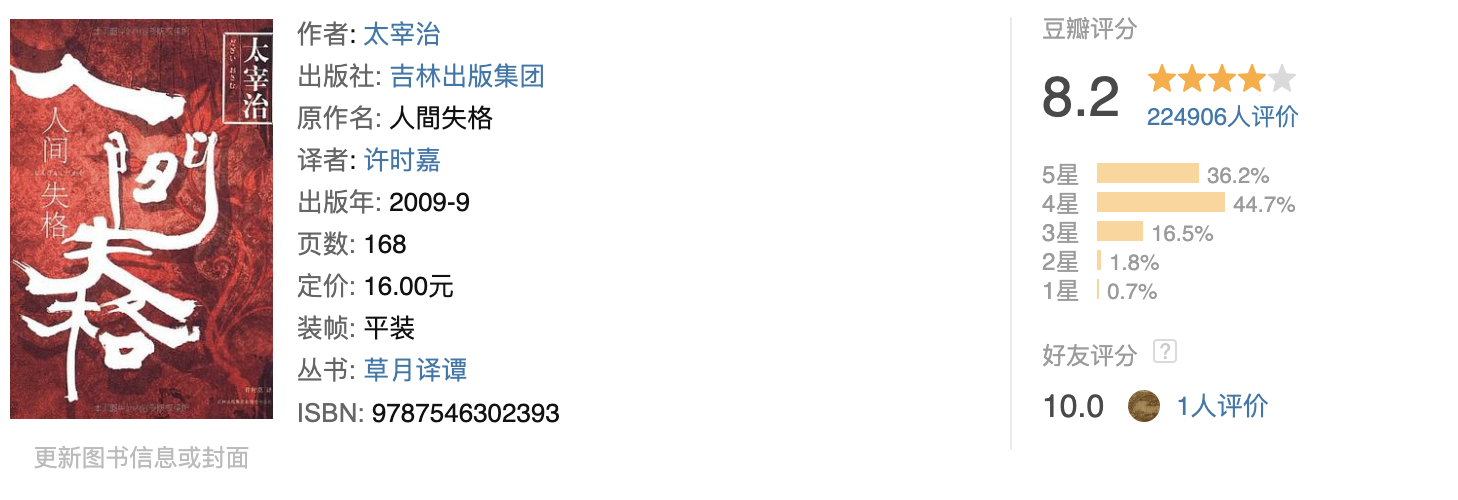 太宰治
だざい おさむ
人間失格
人间失格
作者: 太宰治
出版社: 吉林出版集团
原作名: 人間失格
译者: 许时嘉
出版年: 2009-9
页数: 168
定价: 16.00元
装帧: 平装
丛书: 草月译谭
ISBN: 9787546302393
更新图书信息或封面
豆瓣评分
8.2
224906人评价
5星 36.2%
4星 44.7%
3星 16.5%
2星 1.8%
1星 0.7%
好友评分 ?
10.0 1人评价